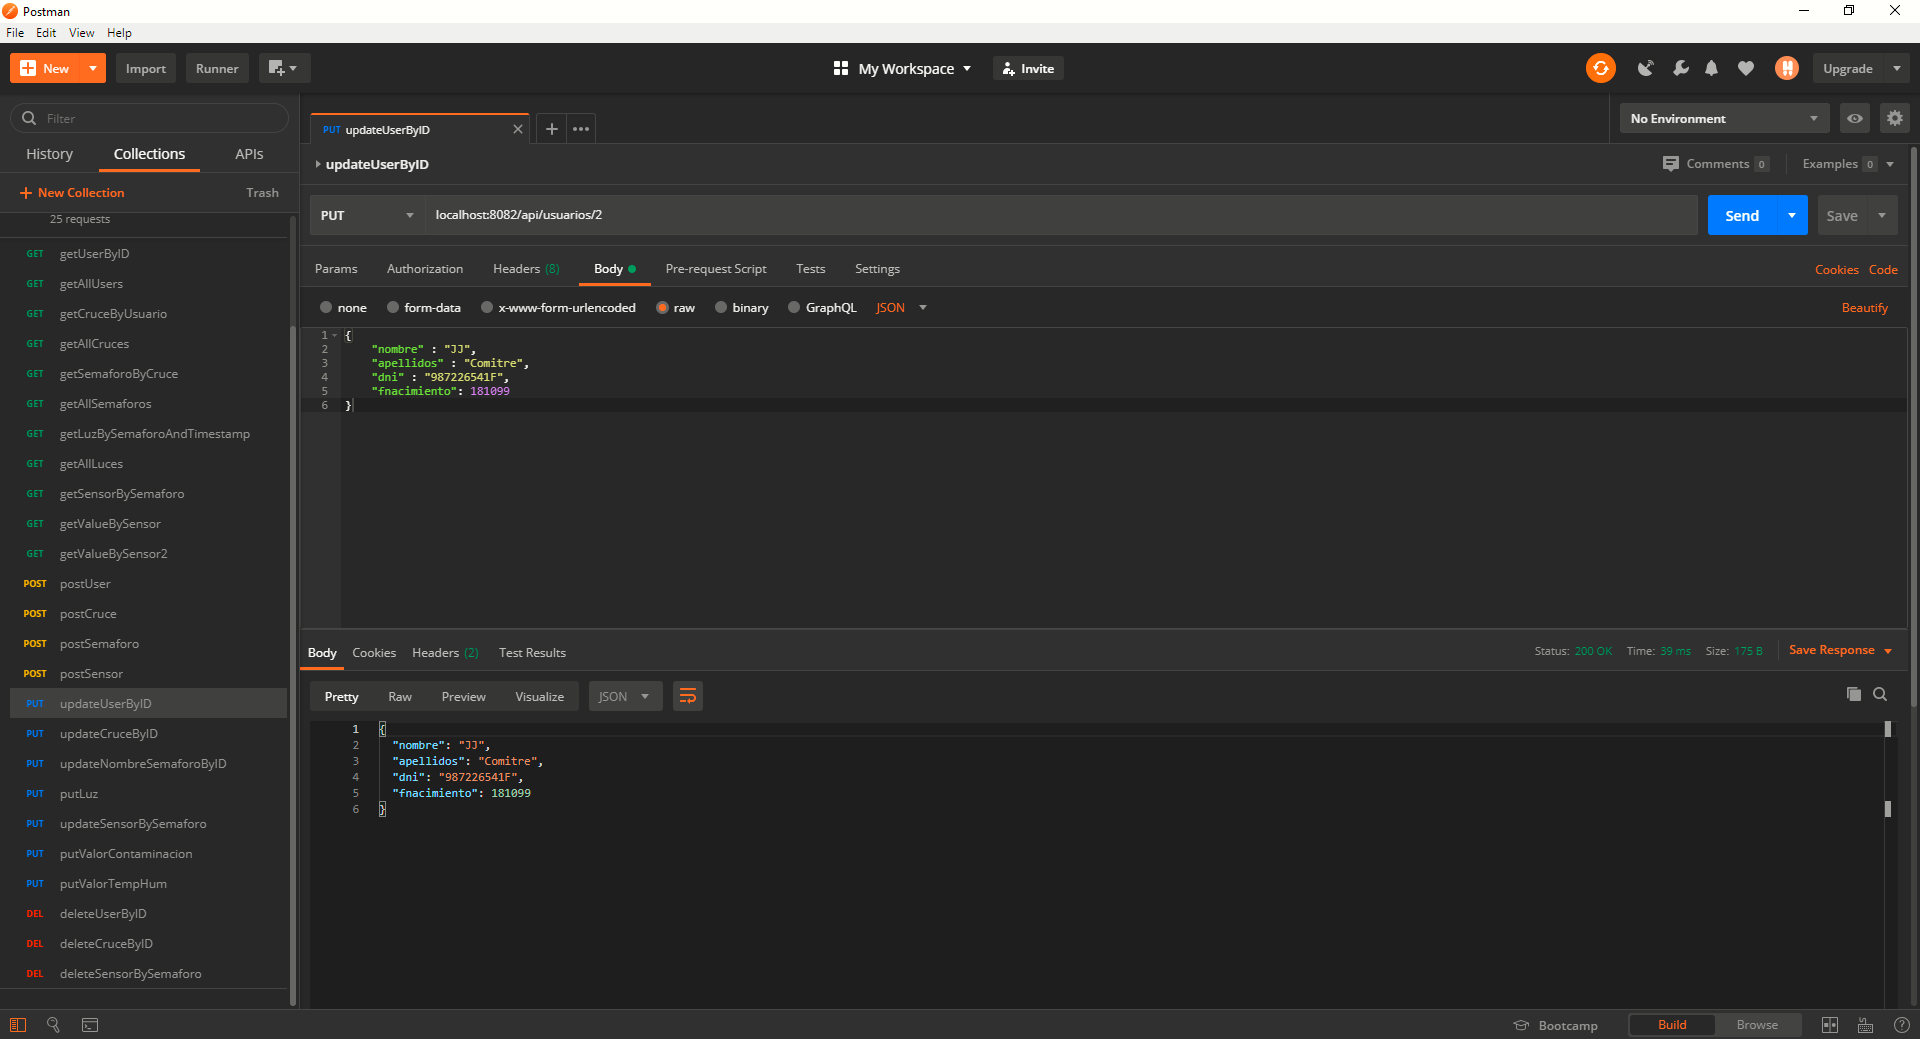 Postman
File Edit View Help
New Import Runner My Workspace Invite Upgrade
Filter
History Collections APIs
New Collection Trash
25 requests
GET getUserByID
GET getAllUsers
GET getCruceByUsuario
GET getAllCruces
GET getSemaforoByCruce
GET getAllSemaforos
GET getLuzBySemaforoAndTimestamp
GET getAllLuces
GET getSensorBySemaforo
GET getValueBySensor
GET getValueBySensor2
POST postUser
POST postCruce
POST postSemaforo
POST postSensor
PUT updateUserByID
PUT updateCruceByID
PUT updateNombreSemaforoByID
PUT putLuz
PUT updateSensorBySemaforo
PUT putValorContaminacion
PUT putValorTempHum
DEL deleteUserByID
DEL deleteCruceByID
DEL deleteSensorBySemaforo
PUT updateUserByID No Environment
updateUserByID Comments 0 Examples 0
PUT localhost:8082/api/usuarios/2 Send Save
Params Authorization Headers (8) Body Pre-request Script Tests Settings Cookies Code
none form-data x-www-form-urlencoded raw binary GraphQL JSON Beautify
1 {
2 "nombre" : "JJ",
3 "apellidos" : "Comitre",
4 "dni" : "987226541F",
5 "fnacimiento": 181099
6 }
Body Cookies Headers (2) Test Results Status: 200 OK Time: 39 ms Size: 175 B Save Response
Pretty Raw Preview Visualize JSON
1 {
2 "nombre": "JJ",
3 "apellidos": "Comitre",
4 "dni": "987226541F",
5 "fnacimiento": 181099
6 }
Bootcamp Build Browse